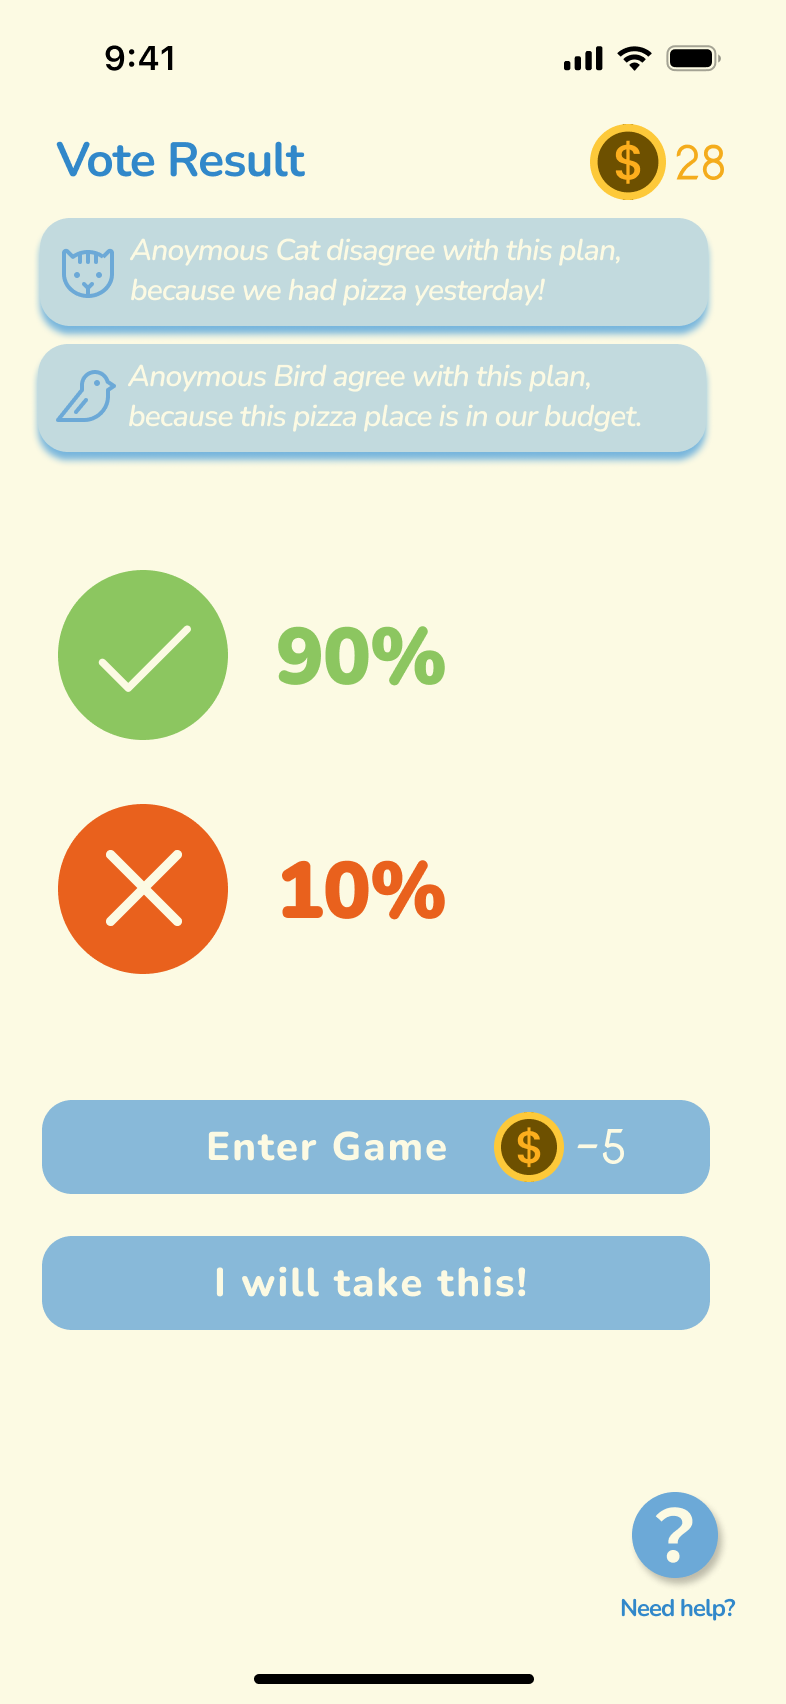 9:41
Vote Result
$ 28
Anoymous Cat disagree with this plan,
because we had pizza yesterday!
Anoymous Bird agree with this plan,
because this pizza place is in our budget.
90%
10%
Enter Game $ -5
I will take this!
?
Need help?